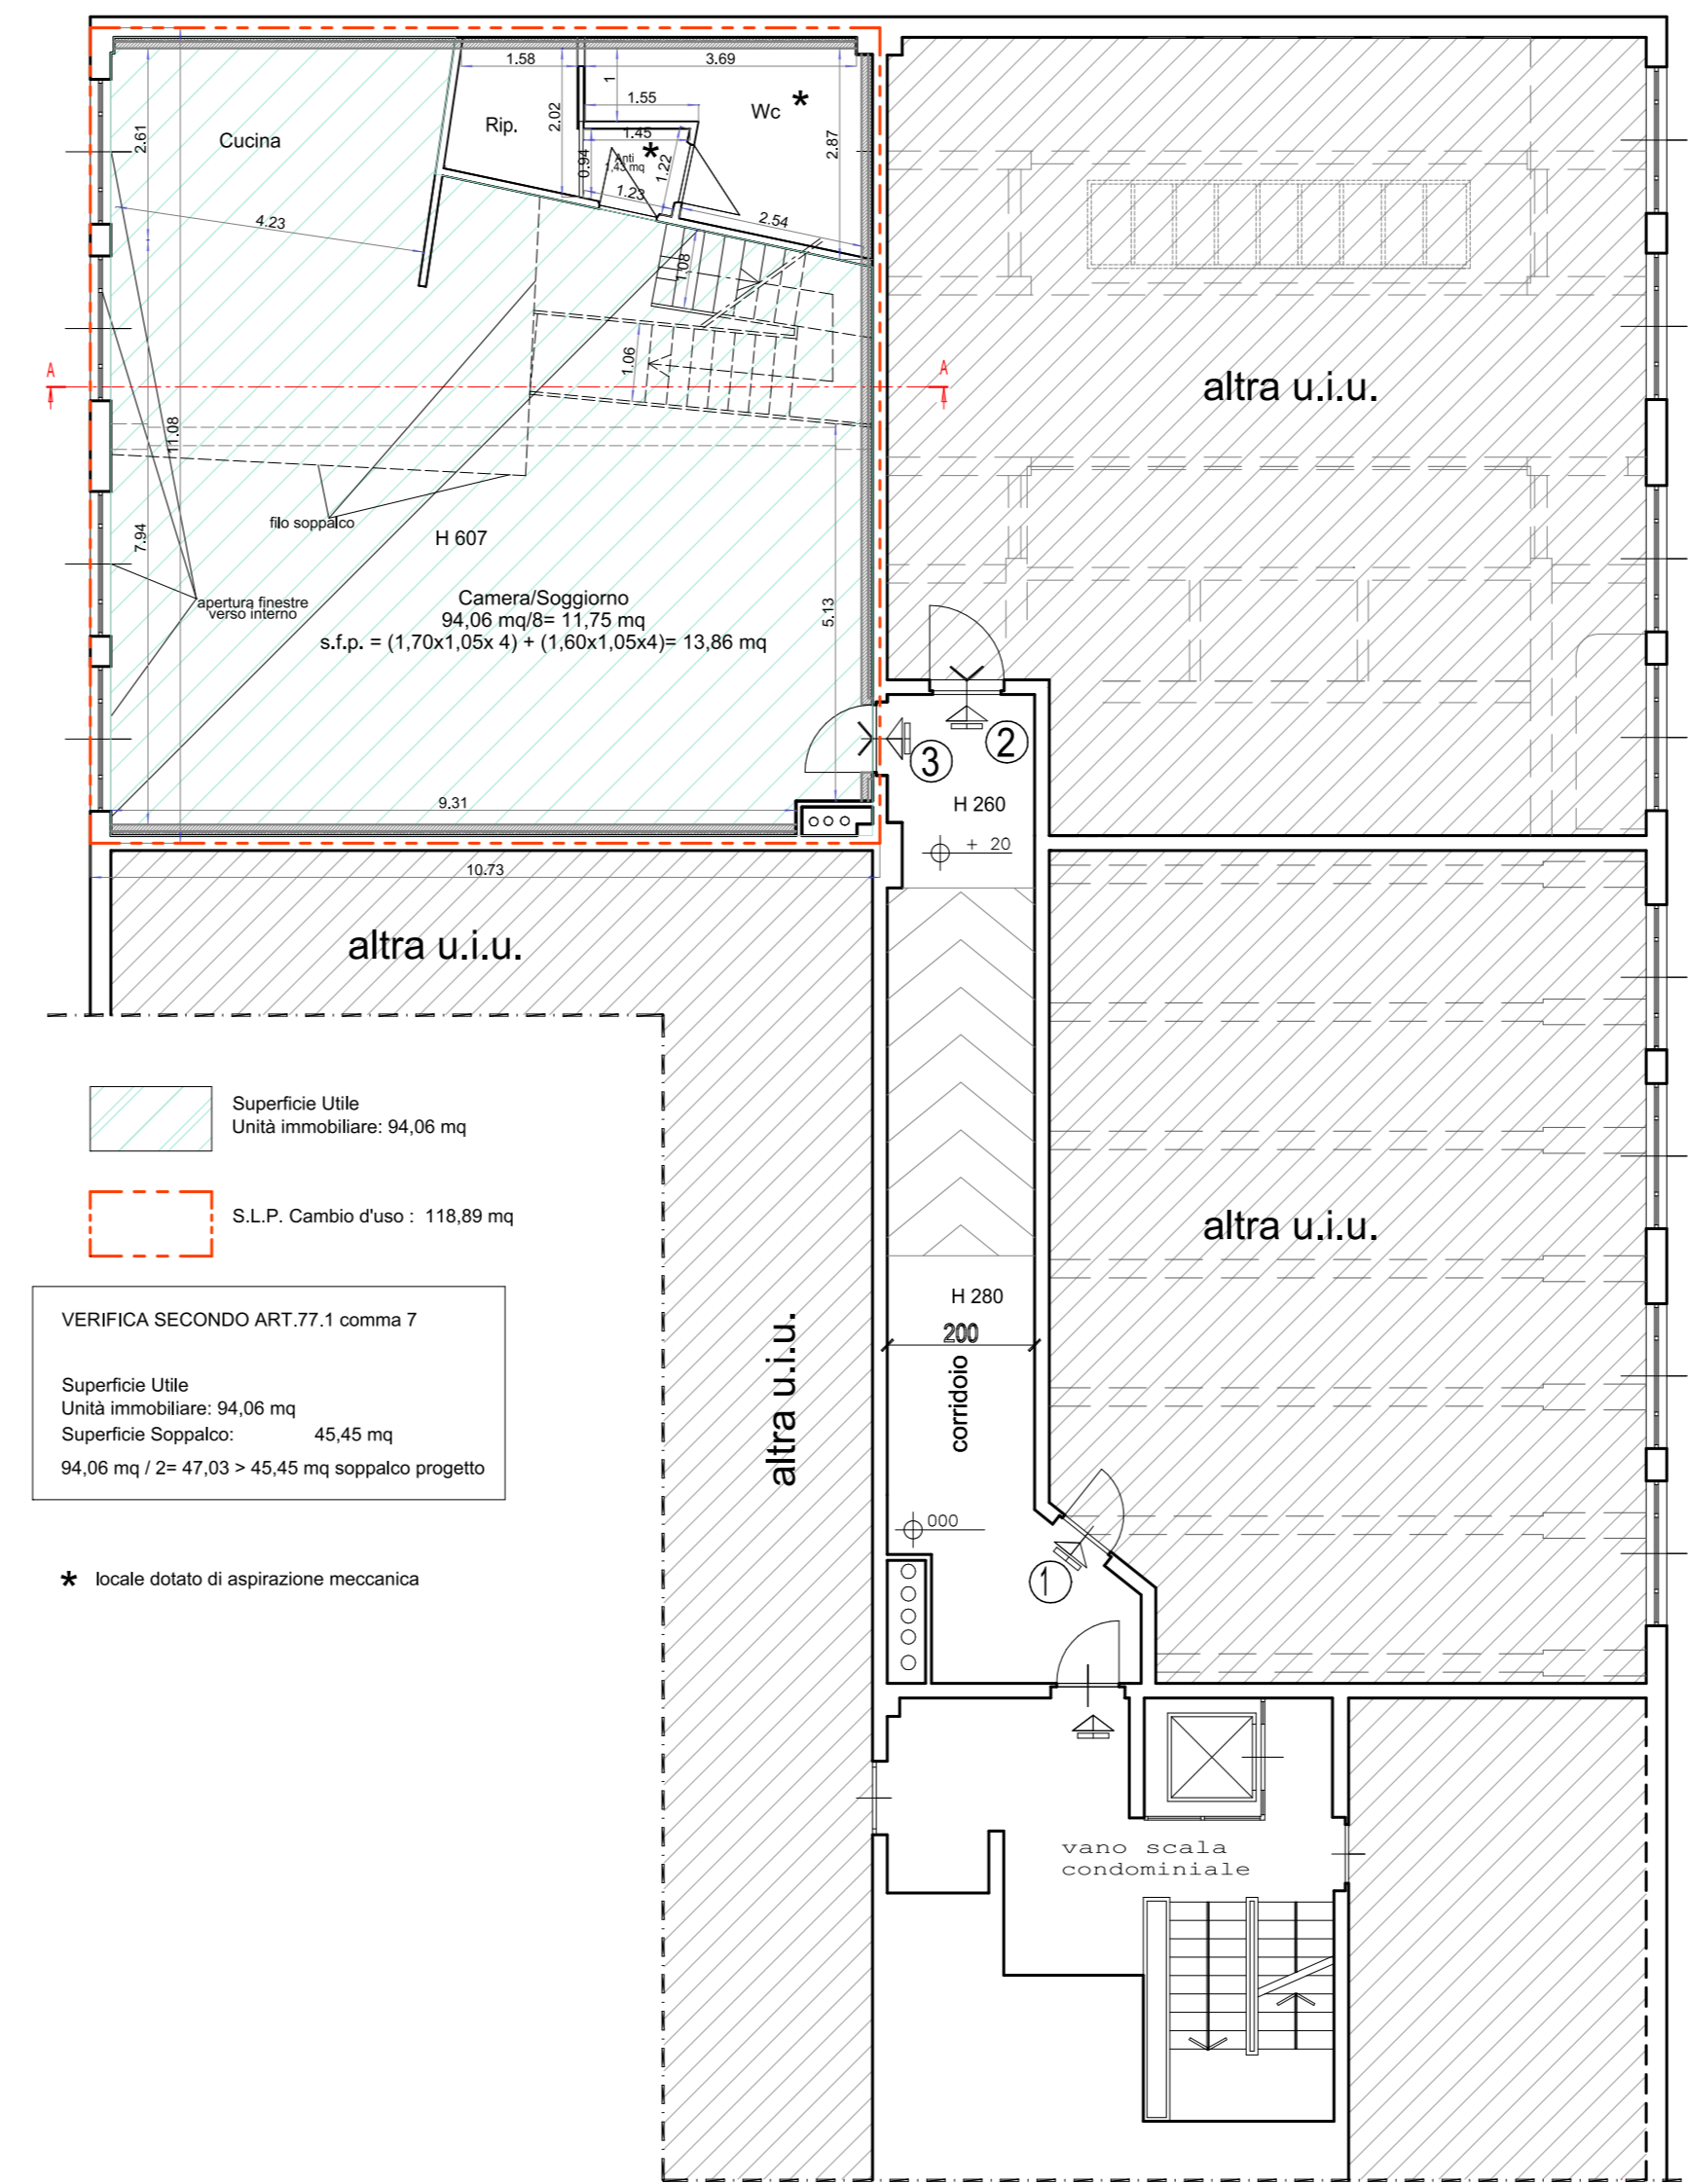 1.58
3.69
1
1.55
Wc *
2.61
Cucina
Rip.
2.02
1.45
*
2.87
Anti
1,43 mq
0.94
1.22
1.23
4.23
2.54
1.08
1.06
A
A
altra u.i.u.
11.08
filo soppalco
H 607
7.94
apertura finestre
verso interno
Camera/Soggiorno
94,06 mq/8= 11,75 mq
s.f.p. = (1,70x1,05x 4) + (1,60x1,05x4)= 13,86 mq
5.13
2
3
9.31
H 260
+ 20
10.73
altra u.i.u.
Superficie Utile
Unità immobiliare: 94,06 mq
S.L.P. Cambio d'uso : 118,89 mq
altra u.i.u.
VERIFICA SECONDO ART.77.1 comma 7
Superficie Utile
Unità immobiliare: 94,06 mq
Superficie Soppalco: 45,45 mq
94,06 mq / 2= 47,03 > 45,45 mq soppalco progetto
H 280
200
corridoio
altra u.i.u.
000
1
* locale dotato di aspirazione meccanica
vano scala
condominiale